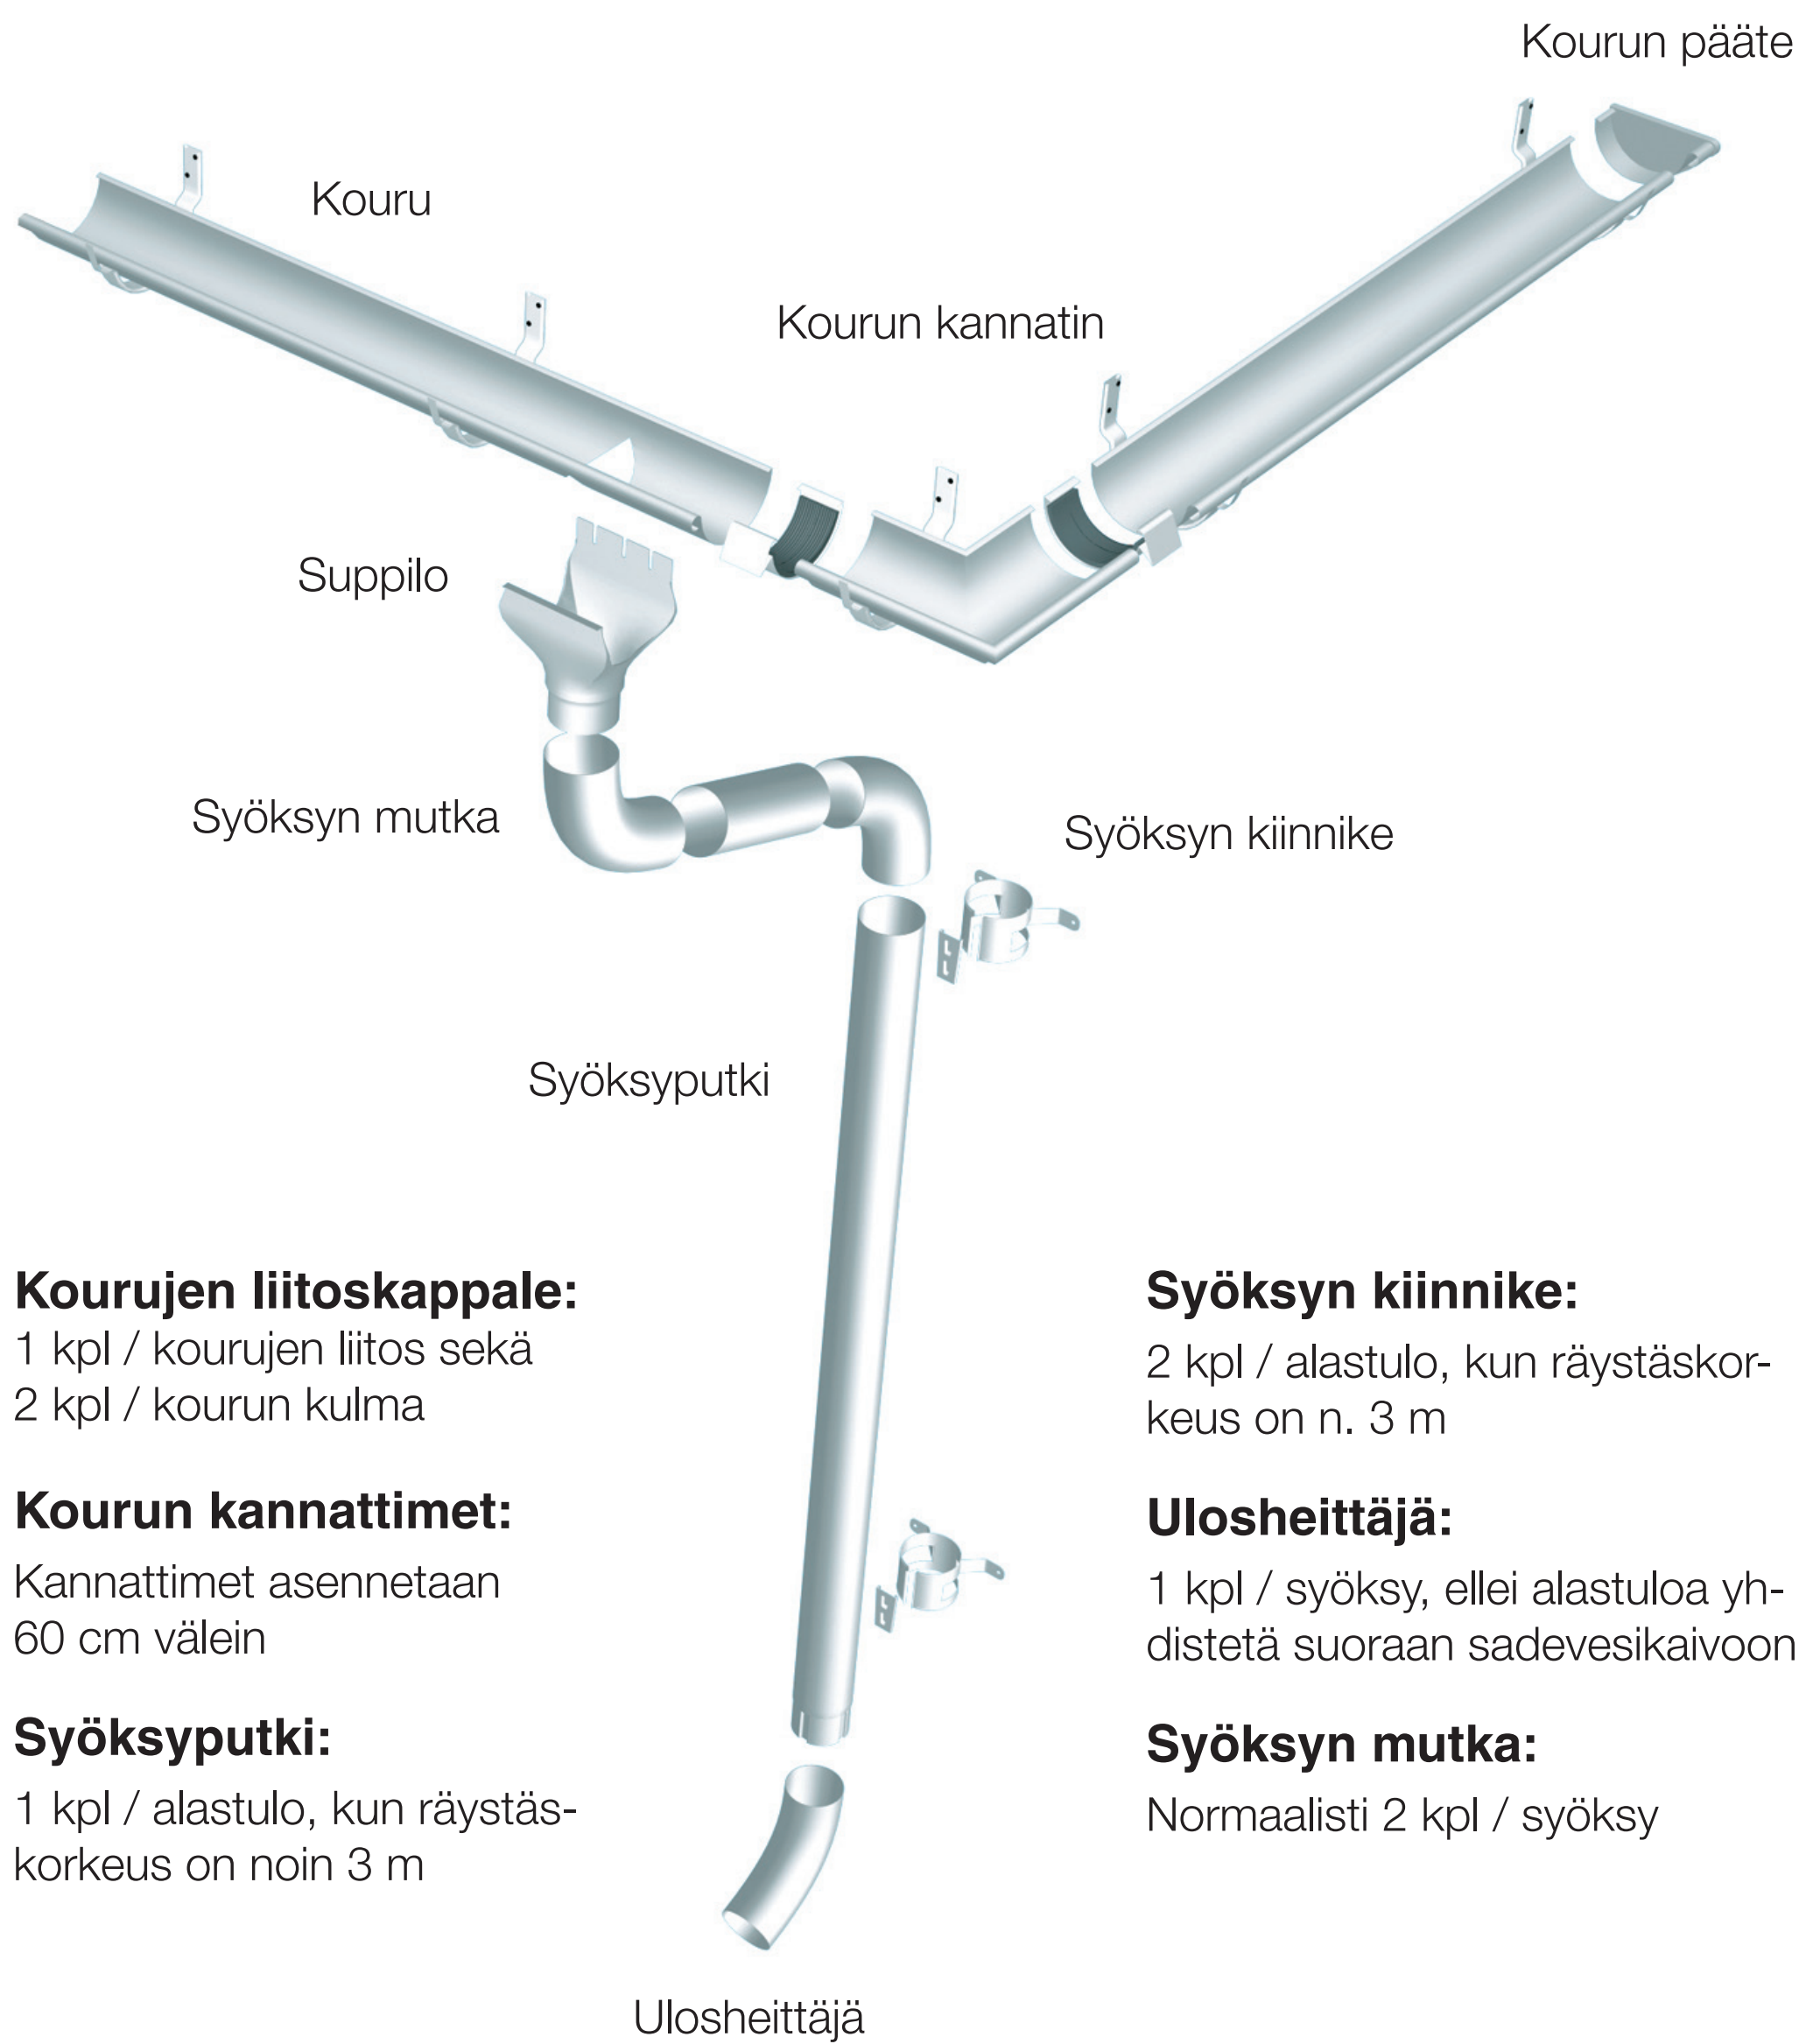 Kourun pääte
Kouru
Kourun kannatin
Suppilo
Syöksyn mutka
Syöksyn kiinnike
Syöksyputki
Kourujen liitoskappale:
1 kpl / kourujen liitos sekä
2 kpl / kourun kulma
Kourun kannattimet:
Kannattimet asennetaan
60 cm välein
Syöksyputki:
1 kpl / alastulo, kun räystäs-
korkeus on noin 3 m
Syöksyn kiinnike:
2 kpl / alastulo, kun räystäskor-
keus on n. 3 m
Ulosheittäjä:
1 kpl / syöksy, ellei alastuloa yh-
distetä suoraan sadevesikaivoon
Syöksyn mutka:
Normaalisti 2 kpl / syöksy
Ulosheittäjä